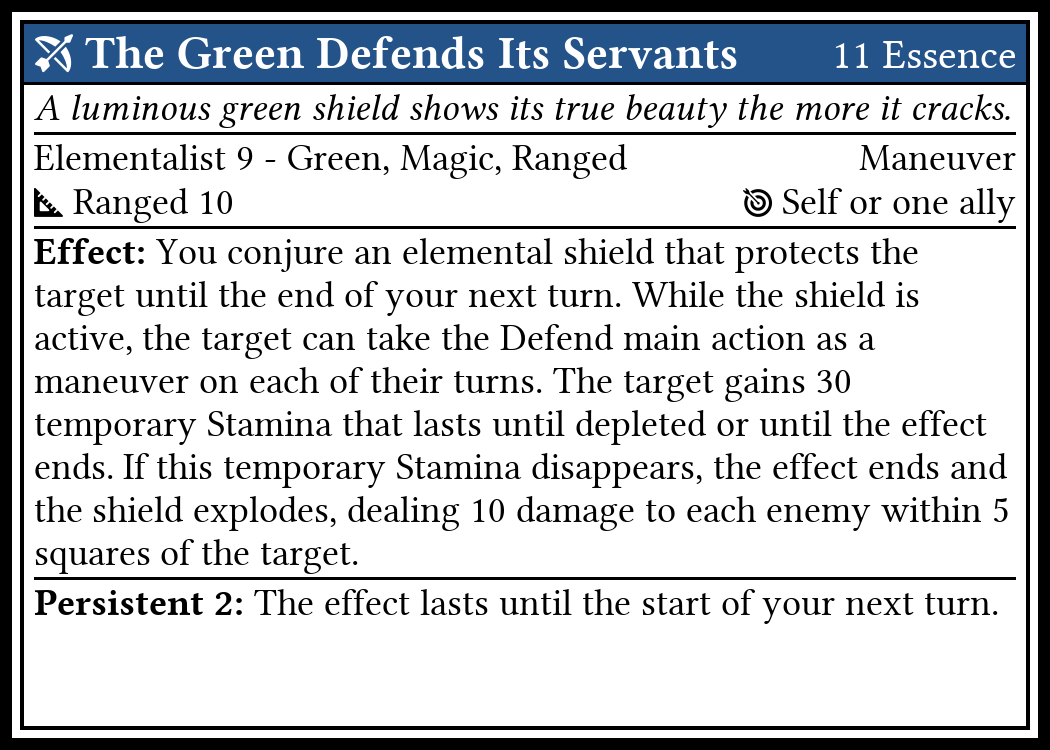 The Green Defends Its Servants 11 Essence
A luminous green shield shows its true beauty the more it cracks.
Elementalist 9 - Green, Magic, Ranged Maneuver
Ranged 10 Self or one ally
Effect: You conjure an elemental shield that protects the
target until the end of your next turn. While the shield is
active, the target can take the Defend main action as a
maneuver on each of their turns. The target gains 30
temporary Stamina that lasts until depleted or until the effect
ends. If this temporary Stamina disappears, the effect ends and
the shield explodes, dealing 10 damage to each enemy within 5
squares of the target.
Persistent 2: The effect lasts until the start of your next turn.